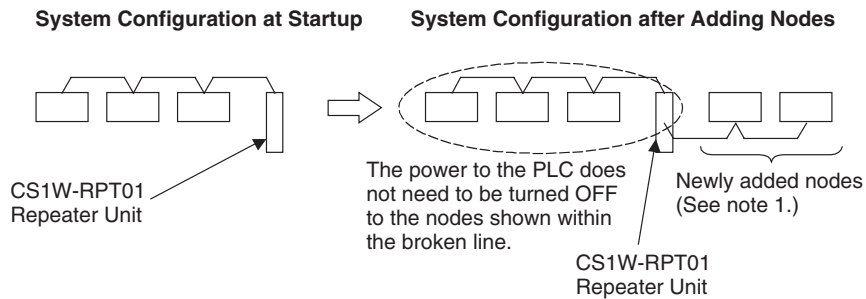 System Configuration at Startup
System Configuration after Adding Nodes
CS1W-RPT01
Repeater Unit
The power to the PLC does
not need to be turned OFF
to the nodes shown within
the broken line.
Newly added nodes
(See note 1.)
CS1W-RPT01
Repeater Unit